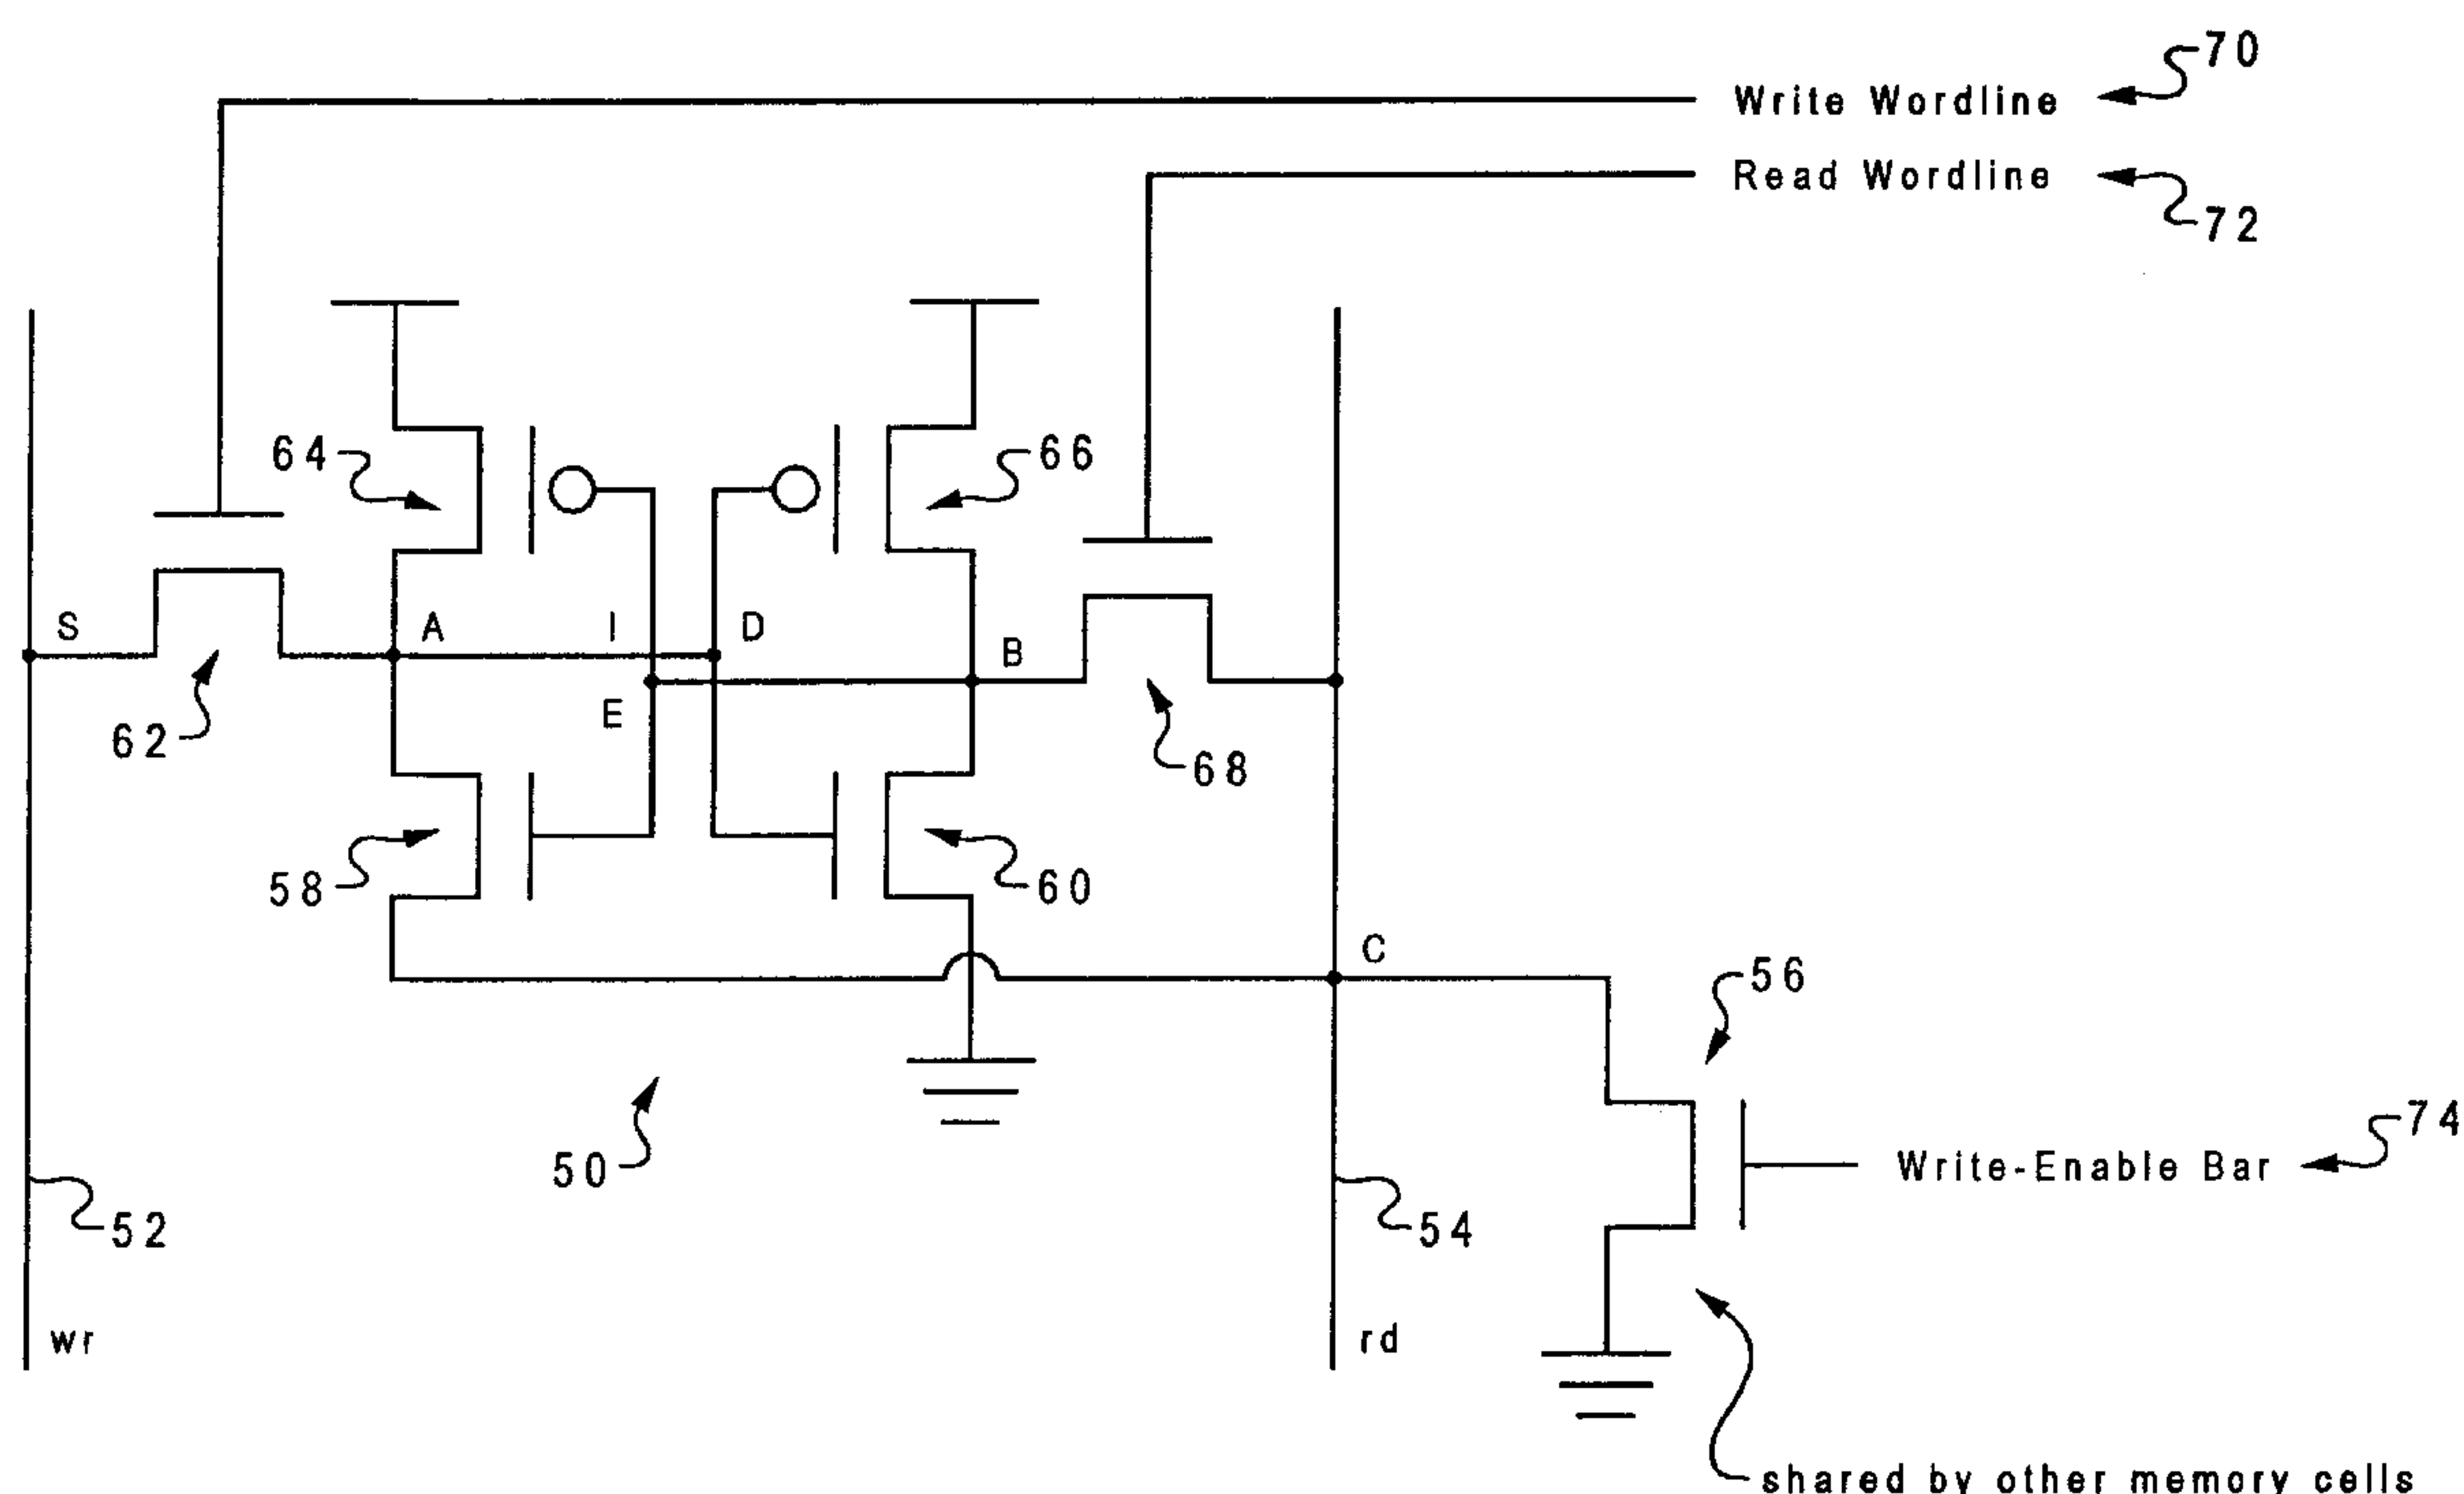 70
Write Wordline
Read Wordline
72
64
66
S
A
I
D
B
E
62
68
58
60
C
56
50
74
Write-Enable Bar
52
54
wr
rd
shared by other memory cells